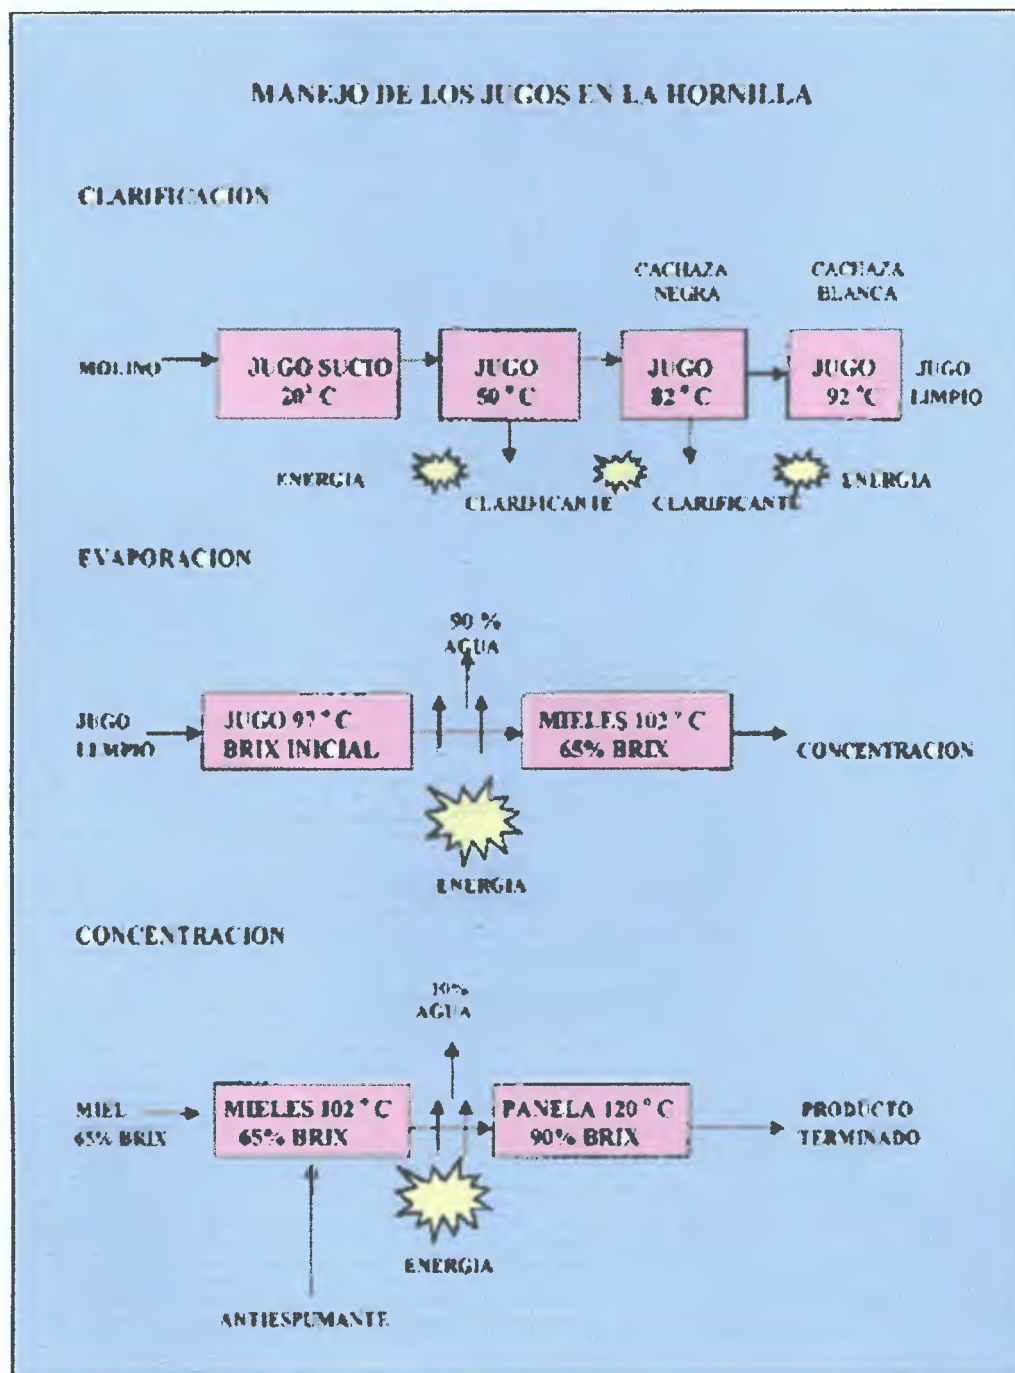 MANEJO DE LOS JUGOS EN LA HORNILLA
CLARIFICACION
CACHAZA
NEGRA
CACHAZA
BLANCA
MOLINO
JUGO SUCIO
20° C
JUGO
50° C
JUGO
82° C
JUGO
92 °C
JUGO
LIMPIO
ENERGIA
CLARIFICANTE
CLARIFICANTE
ENERGIA
EVAPORACION
90 %
AGUA
JUGO
LIMPIO
JUGO 97° C
BRIX INICIAL
MIELES 102° C
65% BRIX
CONCENTRACION
ENERGIA
CONCENTRACION
10%
AGUA
MIEL
65% BRIX
MIELES 102° C
65% BRIX
PANELA 120° C
90% BRIX
PRODUCTO
TERMINADO
ENERGIA
ANTIESPUMANTE